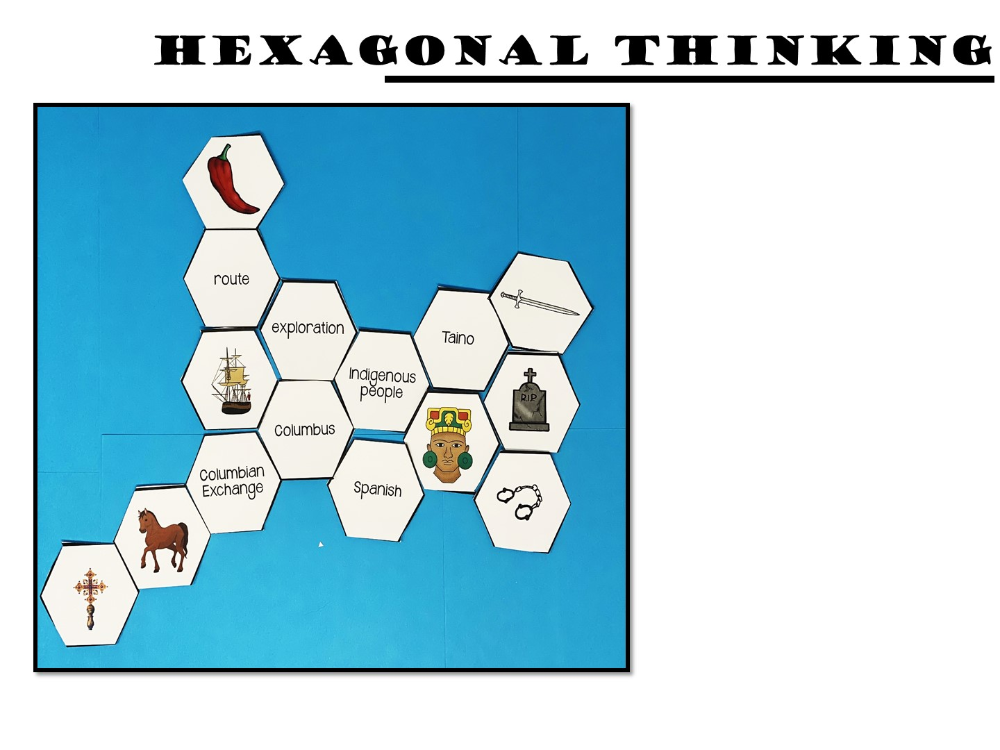 HEXAGONAL THINKING
route
exploration
Taino
Indigenous
people
R.I.P.
Columbus
Columbian
Exchange
Spanish